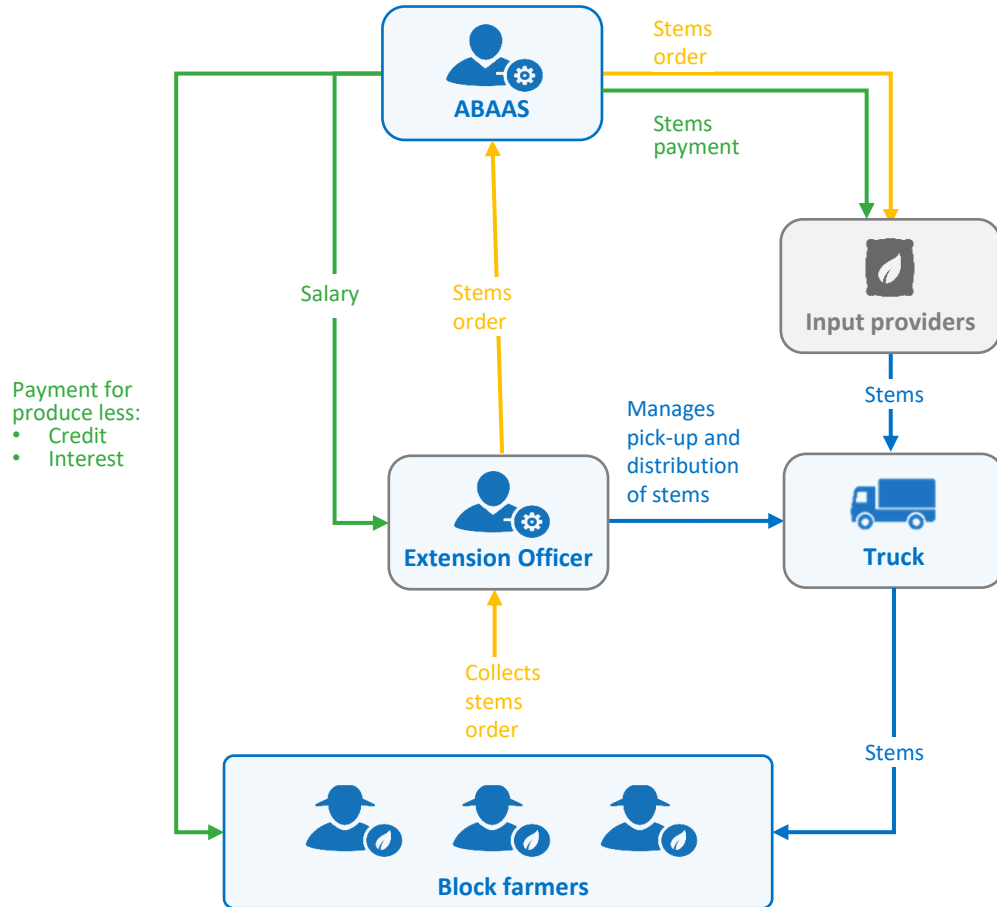 Stems
order
ABAAS
Stems
payment
Salary
Stems
order
Input providers
Stems
Payment for
produce less:
• Credit
• Interest
Manages
pick-up and
distribution
of stems
Extension Officer
Truck
Collects
stems
order
Stems
Block farmers